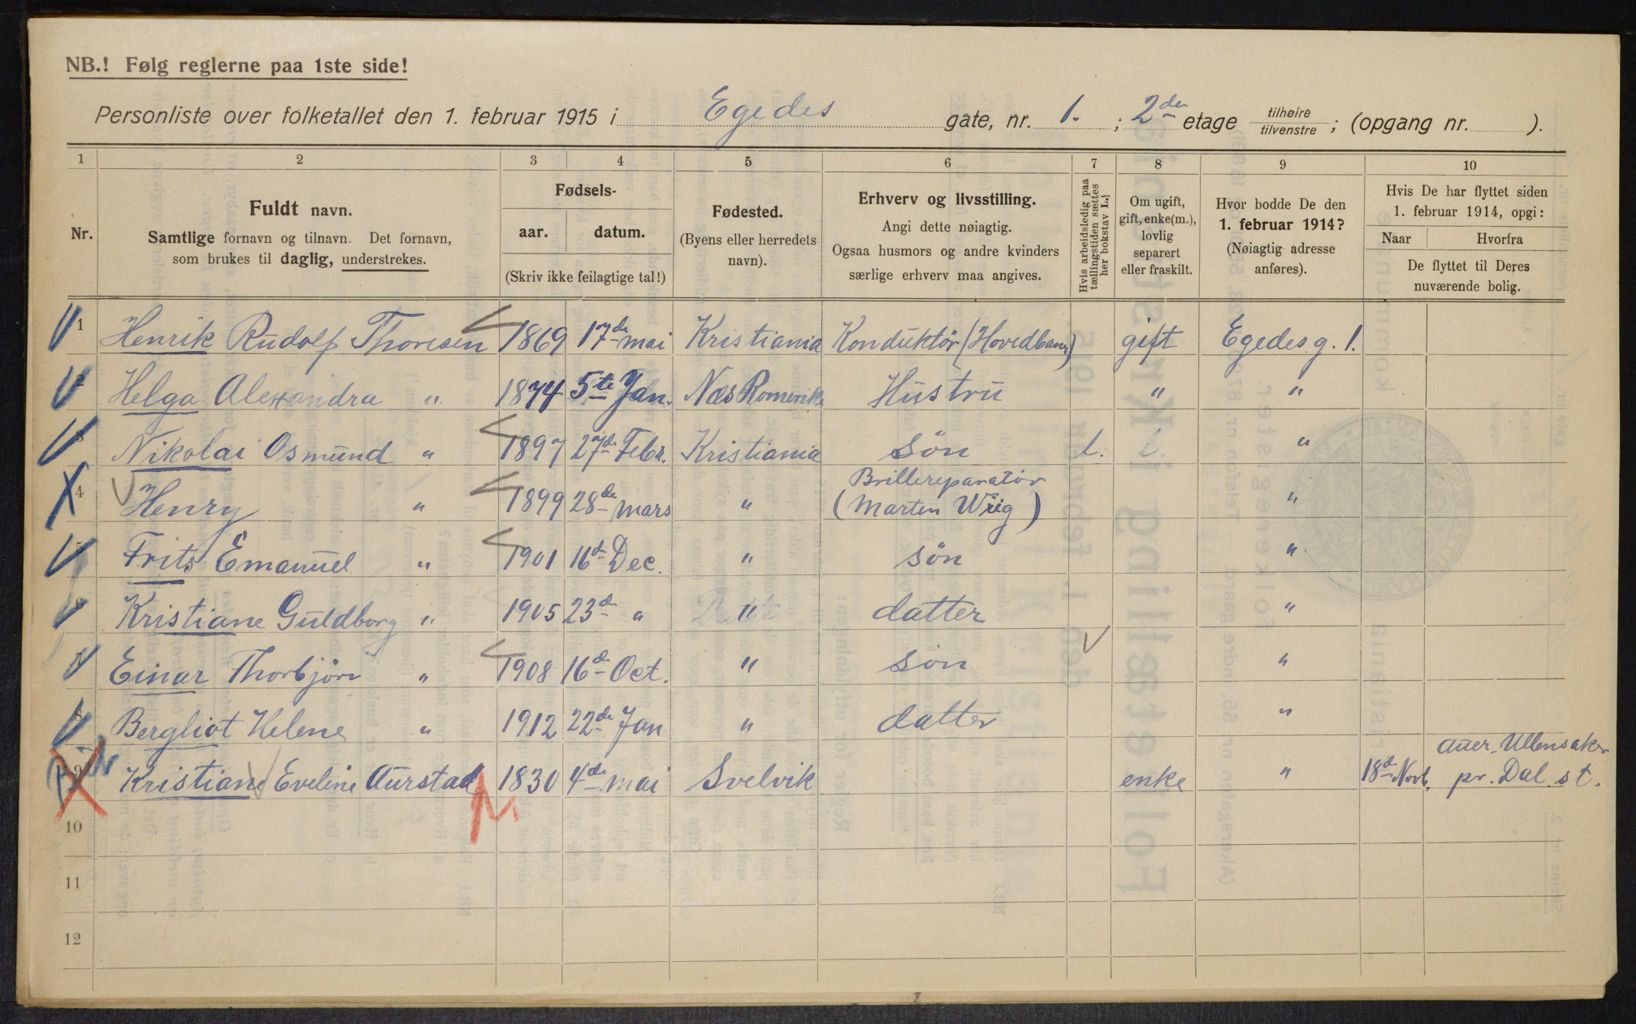 NB.! Følg reglerne paa 1ste side!
Personliste over folketallet den 1. februar 1915 i Egedes gate, nr. 1. ; 2den etage tilhøire / tilvenstre ; (opgang nr. ).
1 2 3 4 5 6 7 8 9 10
Nr.
Fuldt navn.
Samtlige fornavn og tilnavn. Det fornavn,
som brukes til daglig, understrekes.
Fødsels-
aar. datum.
(Skriv ikke feilagtige tal!)
Fødested.
(Byens eller herredets
navn).
Erhverv og livsstilling.
Angi dette nøiagtig.
Ogsaa husmors og andre kvinders
særlige erhverv maa angives.
Hvis arbeidsledig paa
tællingstiden sættes
her bokstav L.)
Om ugift,
gift, enke(m.),
lovlig
separert
eller fraskilt.
Hvor bodde De den
1. februar 1914?
(Nøiagtig adresse
anføres).
Hvis De har flyttet siden
1. februar 1914, opgi:
Naar Hvorfra
De flyttet til Deres
nuværende bolig.
1 Henrik Rudolf Thoresen 1869 17de mai Kristiania Konduktör (Hovedban) gift Egedesg. 1.
2 Helga Alexandra " 1874 5te Jan. Næs Romerike Hustru " "
3 Nikolai Osmund " 1897 27de Febr. Kristiania sön l. l. "
4 Henry " 1899 28de mars " Brillereparatör
(Marten Wiig) "
5 Frits Emanuel " 1901 16de Dec. " sön "
6 Kristiane Guldborg " 1905 23de " " datter "
7 Einar Thorbjörn " 1908 16de Oct. " sön "
8 Bergliot Helene " 1912 22de Jan " datter "
9 Kristiane Eveline Aurstad 1830 4de mai Svelvik enke " 18de Novb. Auer, Ullensaker
pr. Dal st.
10
11
12